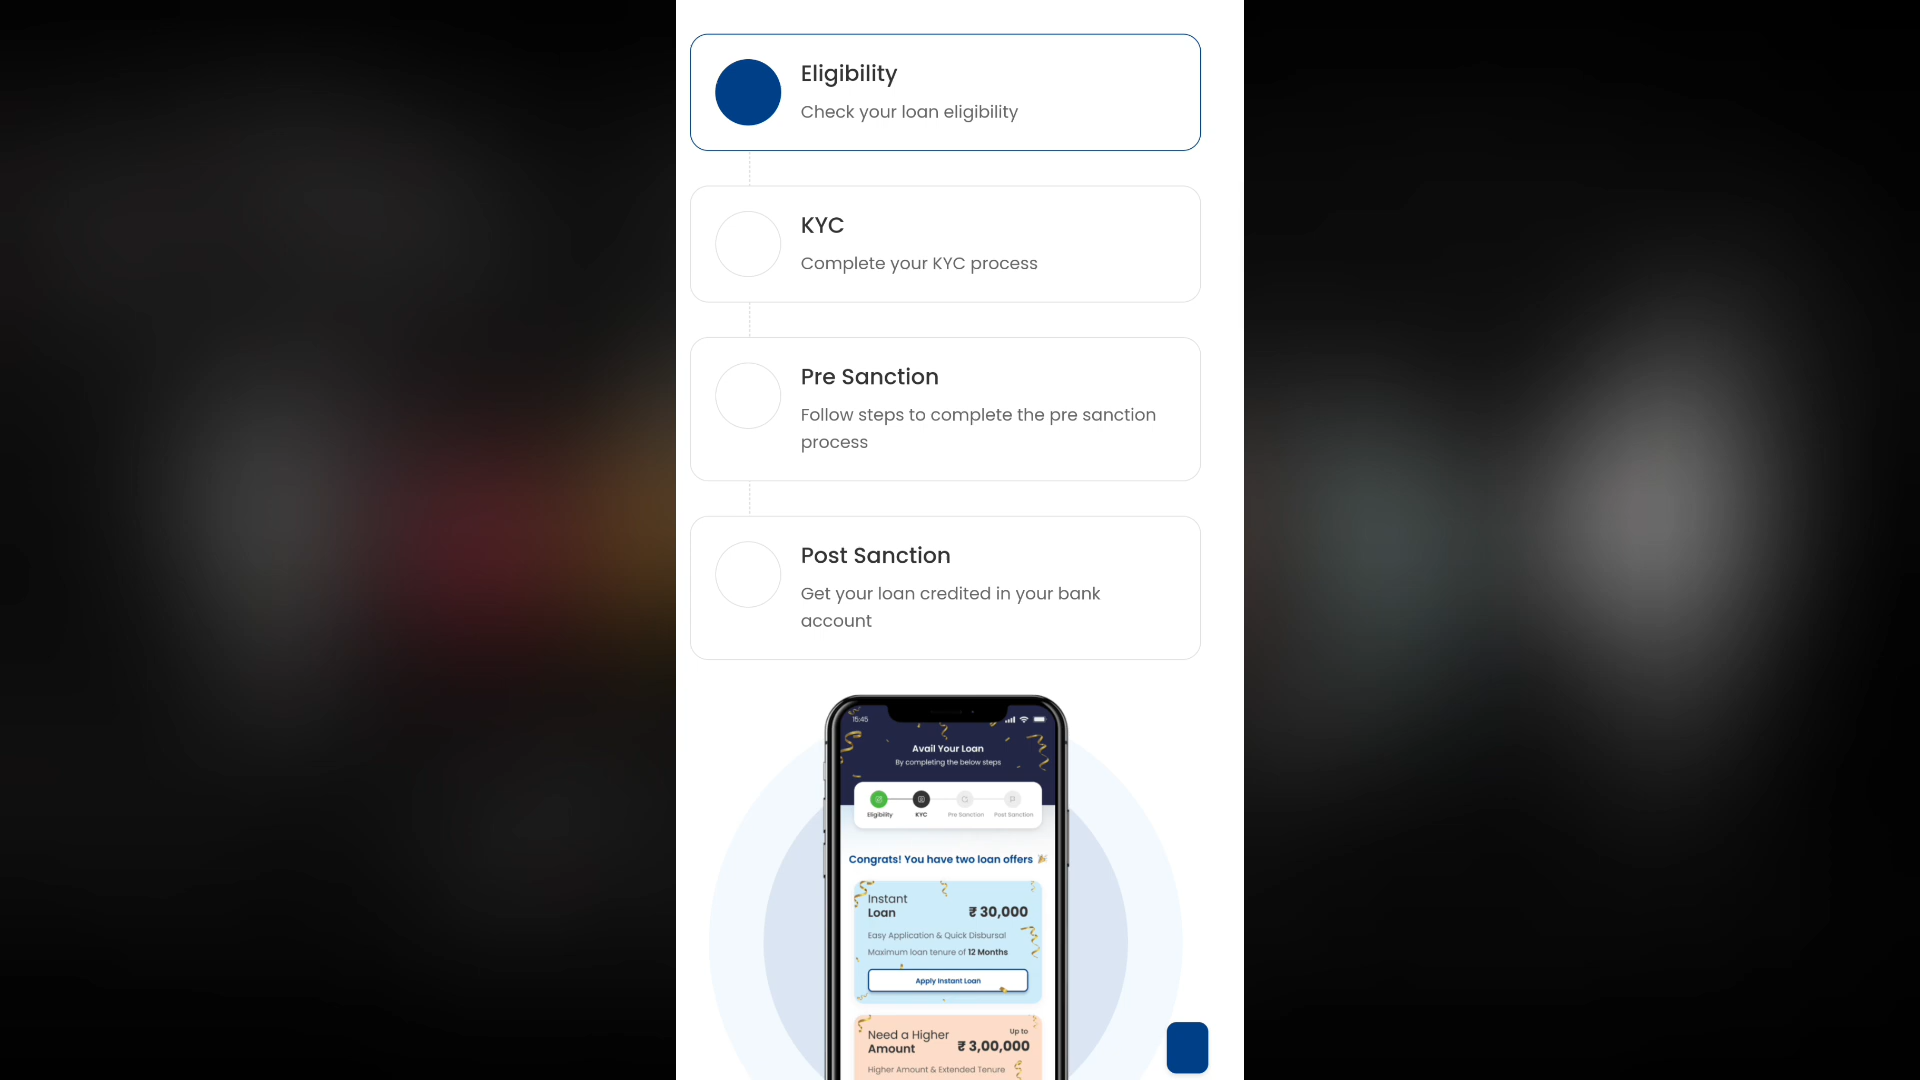 Eligibility
Check your loan eligibility
KYC
Complete your KYC process
Pre Sanction
Follow steps to complete the pre sanction
process
Post Sanction
Get your loan credited in your bank
account
15:45
Avail Your Loan
By completing the below steps
Eligibility KYC Pre Sanction Post Sanction
Congrats! You have two loan offers 🎉
Instant
Loan ₹ 30,000
Easy Application & Quick Disbursal
Maximum loan tenure of 12 Months
Apply Instant Loan
Need a Higher Up to
Amount ₹ 3,00,000
Higher Amount & Extended Tenure